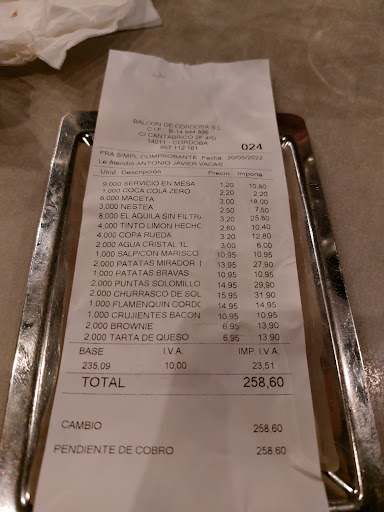 BALCON DE CORDOBA S.L.
C.I.F.: B-14 944 896
C/ CANTABRICO 2F 4ºD
14011 - CORDOBA
957 112 161
024
FRA.SIMPL.COMPROBANTE Fecha 20/05/2022
Le Atendio ANTONIO JAVIER VACAS
Unid Descripción Precio Importe
9.000 SERVICIO EN MESA 1,20 10,80
1.000 COCA COLA ZERO 2,20 2,20
6.000 MACETA 3,00 18,00
3,000 NESTEA 2,50 7,50
8.000 EL AGUILA SIN FILTR 3,20 25,60
4.000 TINTO LIMON HECHO 2,60 10,40
4.000 COPA RUEDA 3,20 12,80
2.000 AGUA CRISTAL 1L 3,00 6,00
1.000 SALPICON MARISCO 10,95 10,95
2.000 PATATAS MIRADOR 13,95 27,90
1.000 PATATAS BRAVAS 10,95 10,95
2.000 PUNTAS SOLOMILLO 14,95 29,90
2.000 CHURRASCO DE SOL 15,95 31,90
1.000 FLAMENQUIN CORDO 14,95 14,95
1.000 CRUJIENTES BACON 10,95 10,95
2.000 BROWNIE 6,95 13,90
2.000 TARTA DE QUESO 6,95 13,90
BASE I.V.A. IMP. I.V.A
235,09 10,00 23,51
TOTAL 258,60
CAMBIO 258.60
PENDIENTE DE COBRO 258.60